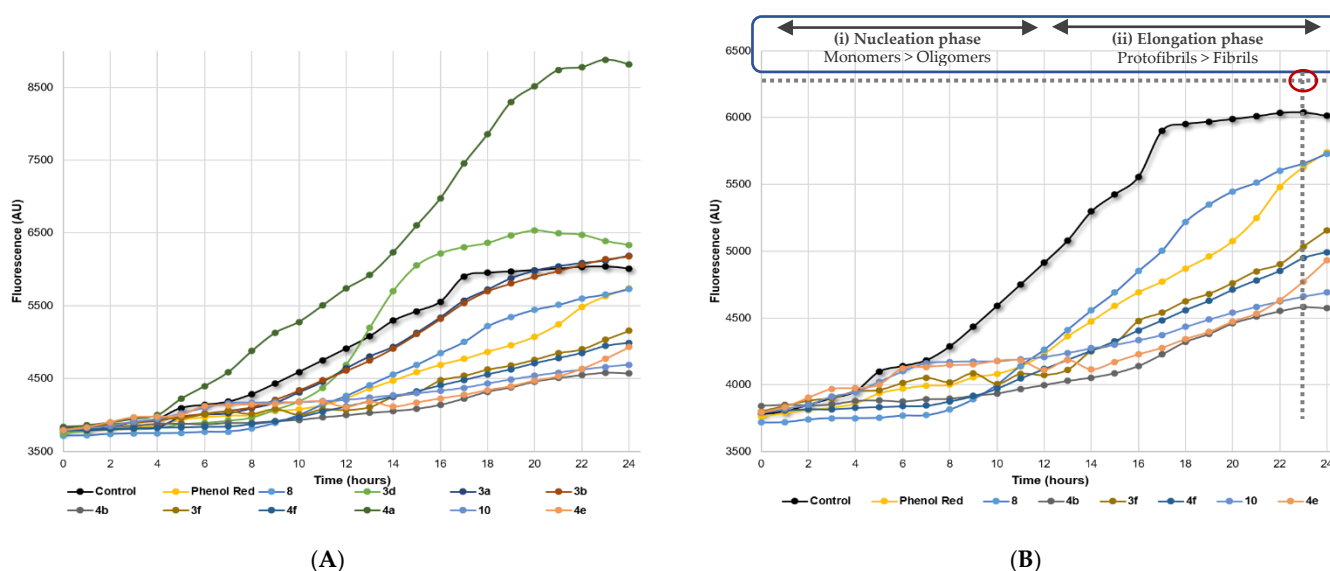 8500
7500
6500
5500
4500
3500
Fluorescence (AU)
0 2 4 6 8 10 12 14 16 18 20 22 24
Time (hours)
Control Phenol Red 8 3d 3a 3b
4b 3f 4f 4a 10 4e
(A)
(i) Nucleation phase
Monomers > Oligomers
(ii) Elongation phase
Protofibrils > Fibrils
6500
6000
5500
5000
4500
4000
3500
Fluorescence (AU)
0 2 4 6 8 10 12 14 16 18 20 22 24
Time (hours)
Control Phenol Red 8 4b 3f 4f 10 4e
(B)